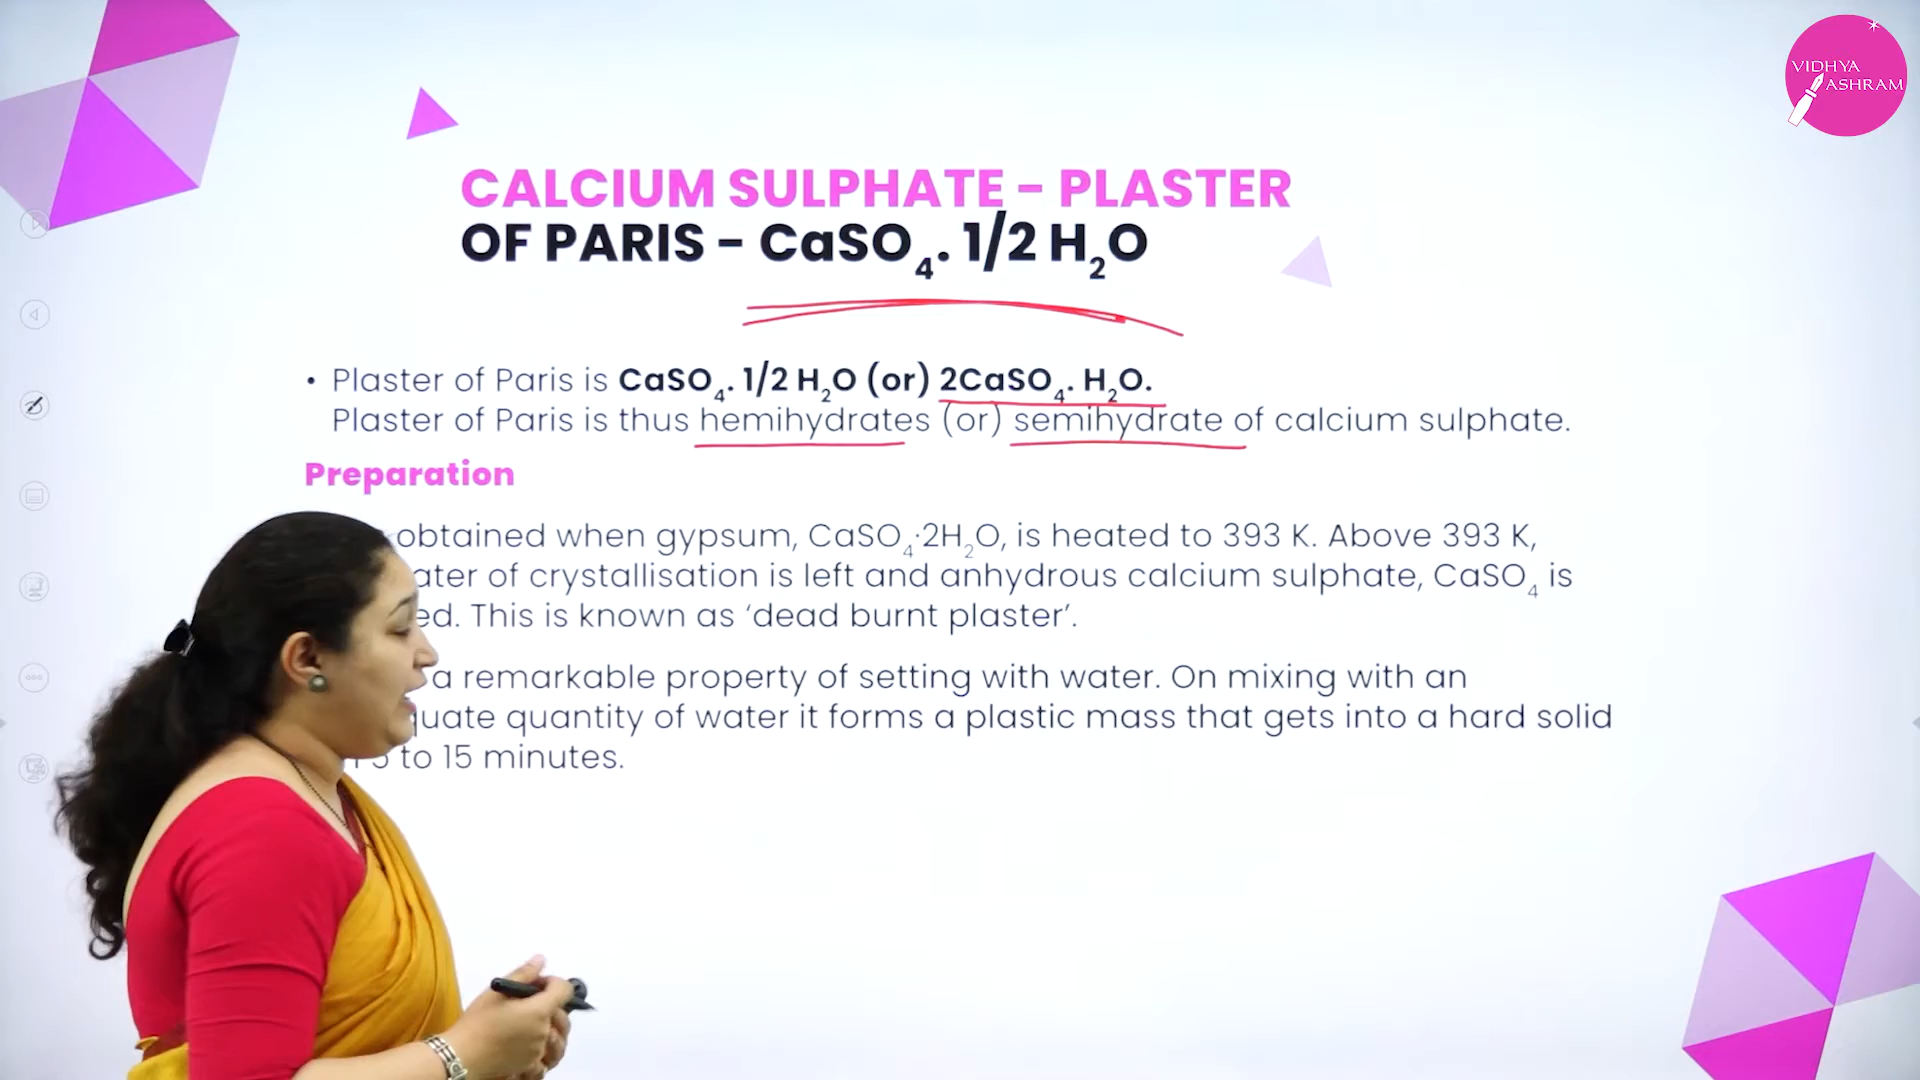 VIDHYA
ASHRAM
CALCIUM SULPHATE – PLASTER
OF PARIS – CaSO₄. 1/2 H₂O
• Plaster of Paris is CaSO₄. 1/2 H₂O (or) 2CaSO₄. H₂O.
Plaster of Paris is thus hemihydrates (or) semihydrate of calcium sulphate.
Preparation
obtained when gypsum, CaSO₄·2H₂O, is heated to 393 K. Above 393 K,
of crystallisation is left and anhydrous calcium sulphate, CaSO₄ is
This is known as ‘dead burnt plaster’.
a remarkable property of setting with water. On mixing with an
quantity of water it forms a plastic mass that gets into a hard solid
to 15 minutes.